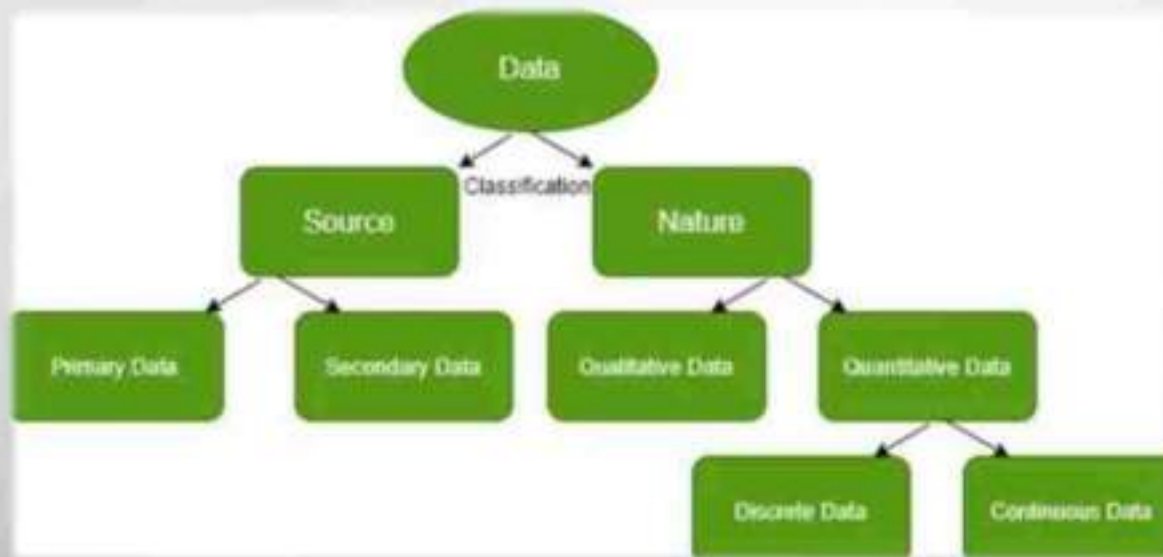 Data
Classification
Source
Nature
Primary Data
Secondary Data
Qualitative Data
Quantitative Data
Discrete Data
Continuous Data